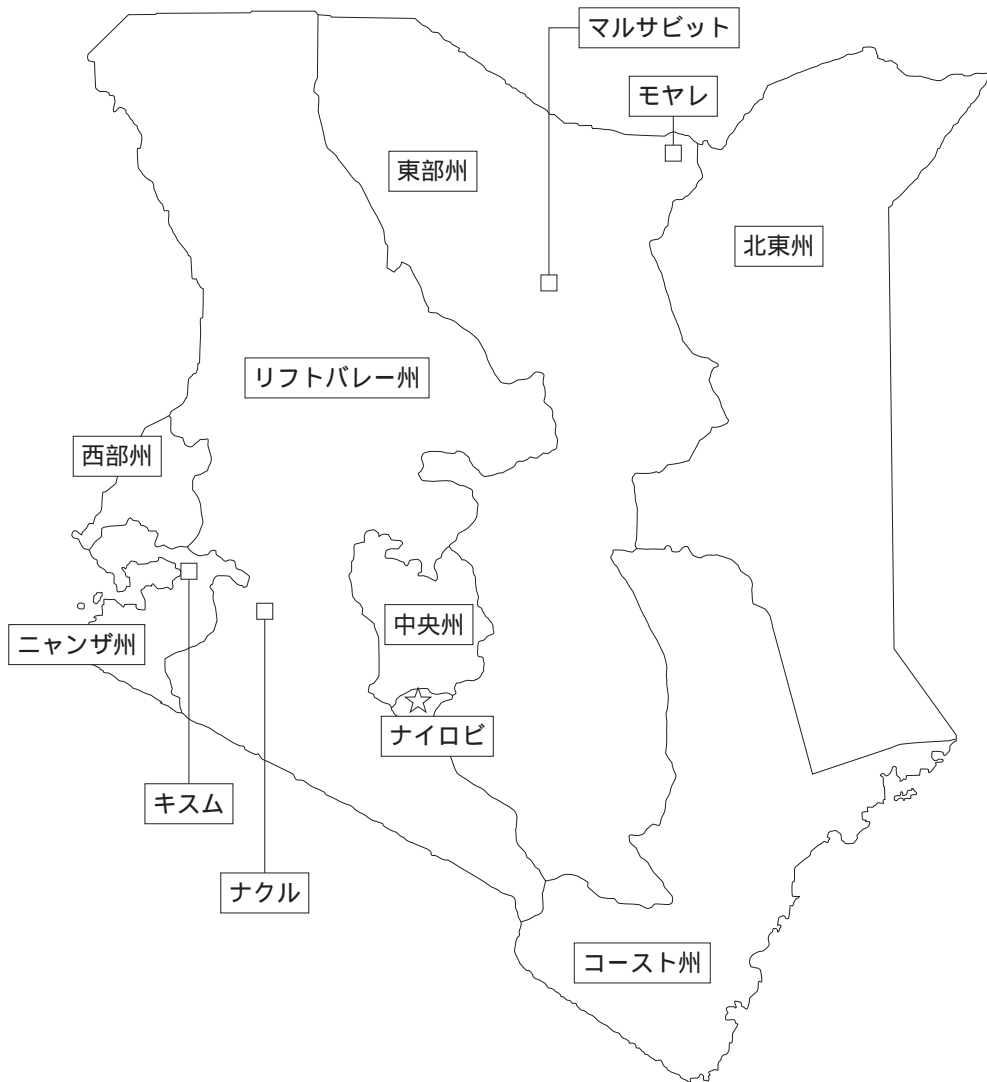 マルサビット
モヤレ
東部州
北東州
リフトバレー州
西部州
中央州
ニャンザ州
ナイロビ
キスム
ナクル
コースト州